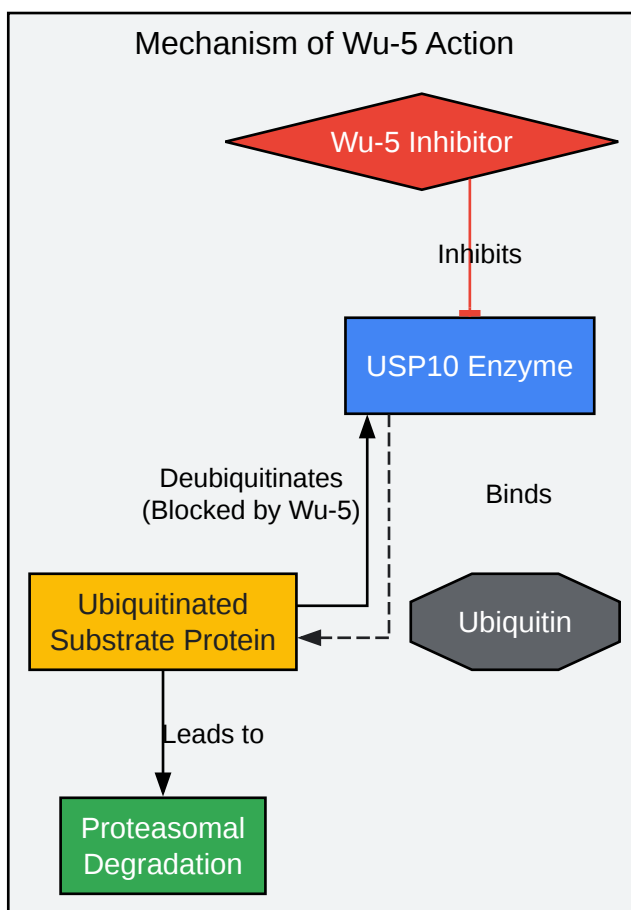 Mechanism of Wu-5 Action
Wu-5 Inhibitor
Inhibits
USP10 Enzyme
Deubiquitinates
(Blocked by Wu-5)
Binds
Ubiquitinated
Substrate Protein
Ubiquitin
Leads to
Proteasomal
Degradation